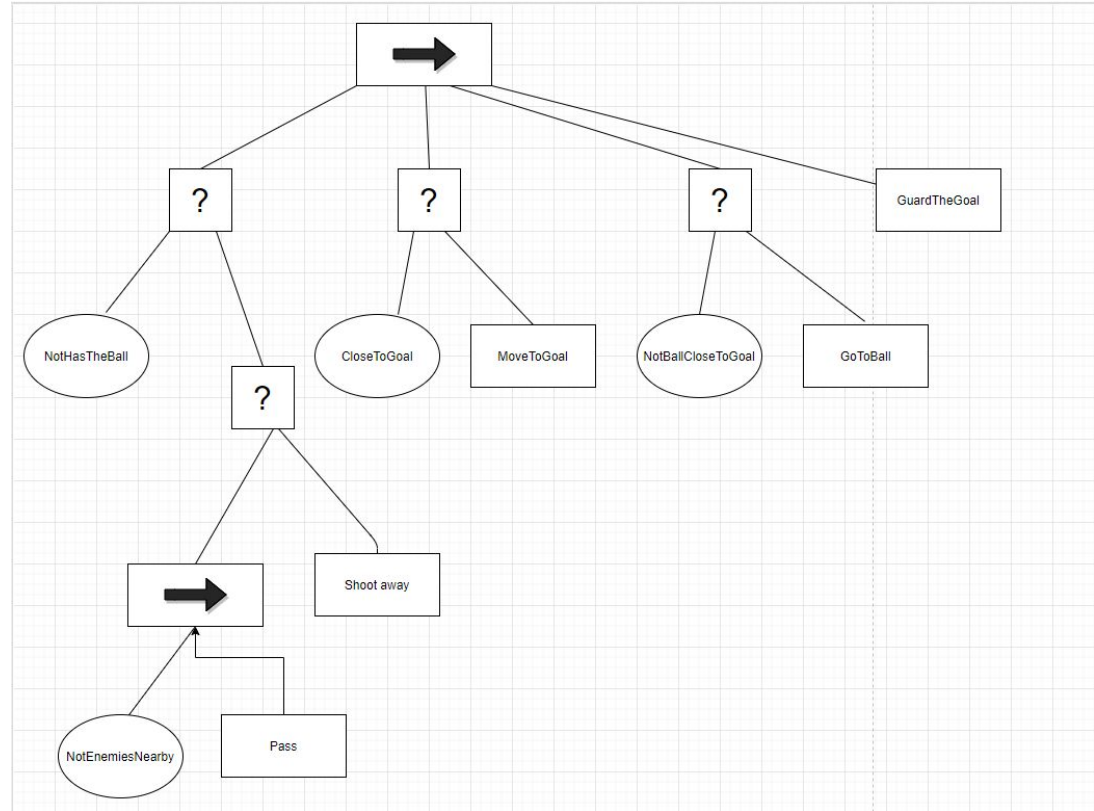 ?
?
?
GuardTheGoal
NotHasTheBall
CloseToGoal
MoveToGoal
NotBallCloseToGoal
GoToBall
?
Shoot away
NotEnemiesNearby
Pass